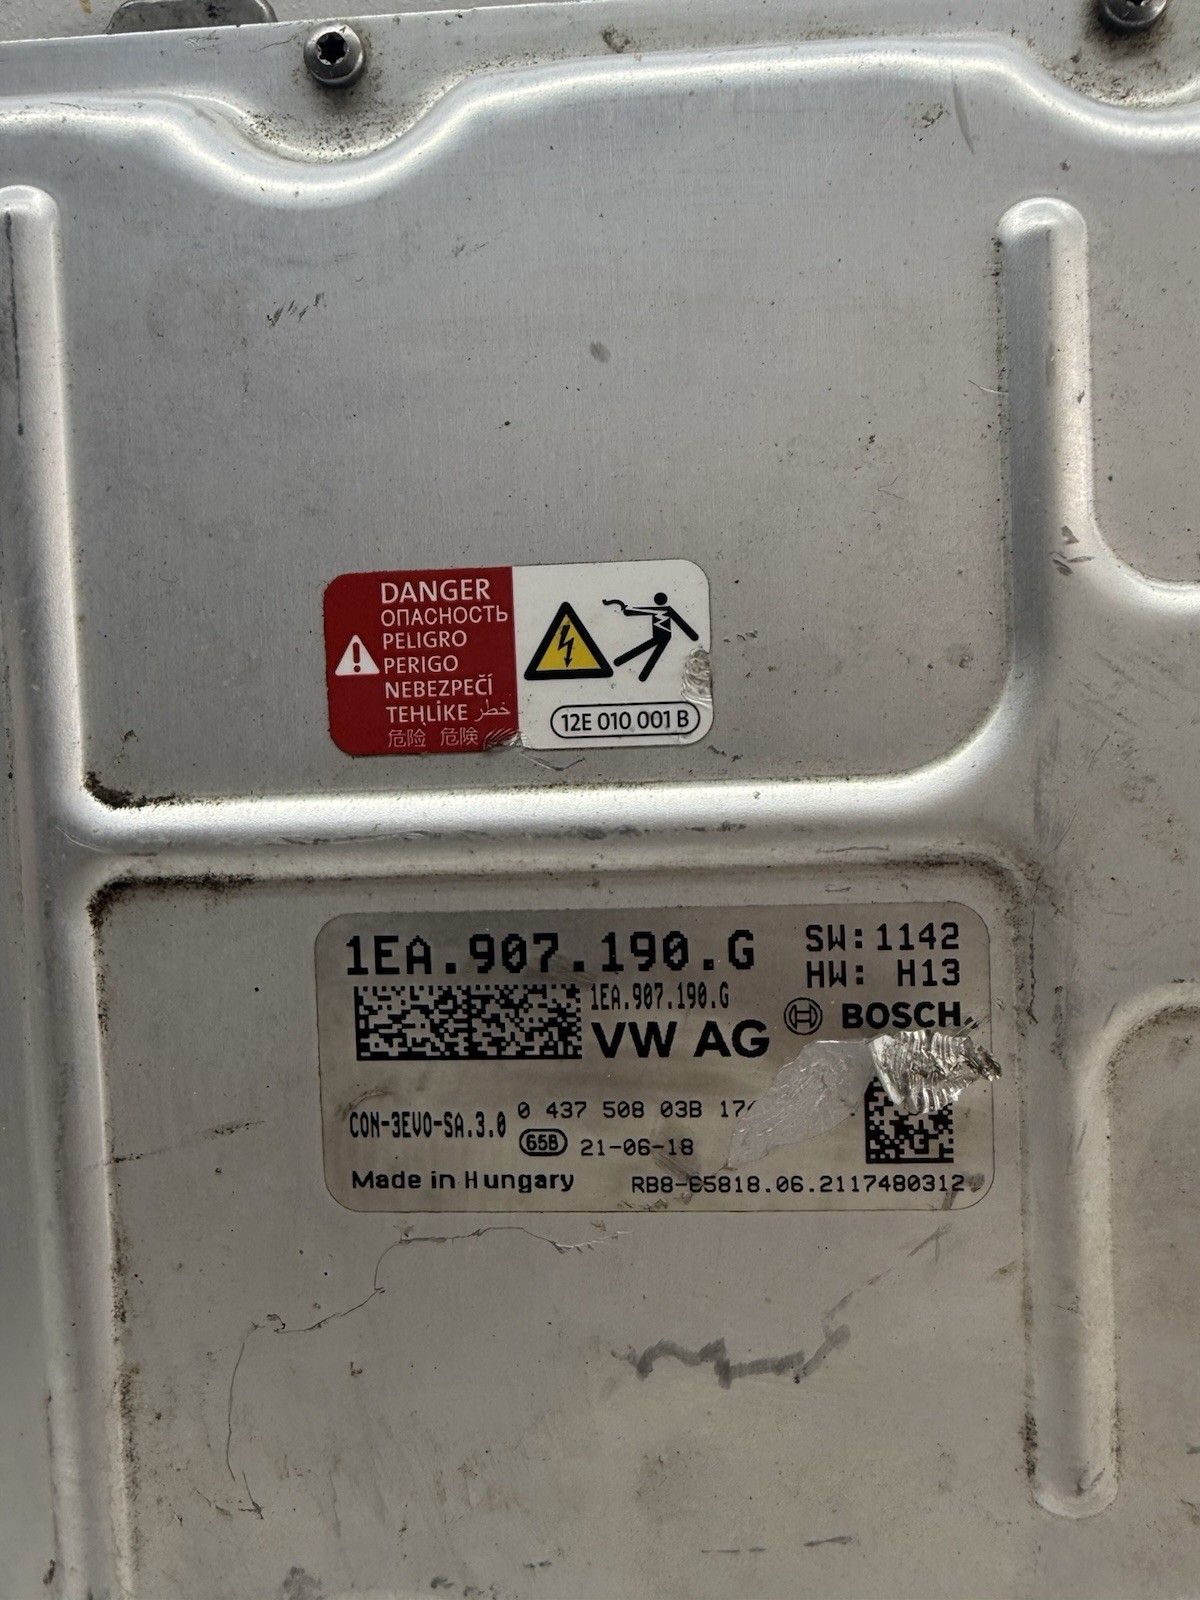 DANGER
ОПАСНОСТЬ
PELIGRO
PERIGO
NEBEZPEČÍ
TEHLİKE خطر
危险 危険
12E 010 001 B
1EA.907.190.G
SW:1142
HW: H13
1EA.907.190.G
VW AG
BOSCH
CON-3EVO-SA.3.0
0 437 508 03B
65B
21-06-18
Made in Hungary
RB8-65818.06.2117480312